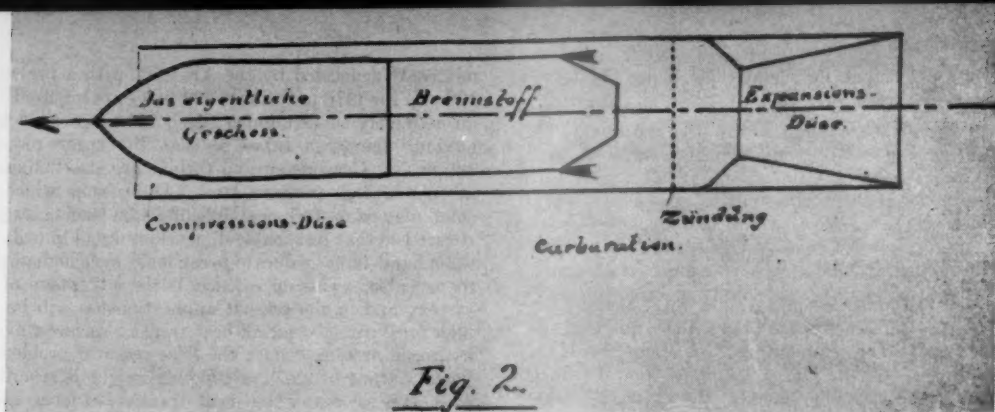 Das eigentliche
Geschoss.
Brennstoff
Expansions-
Düse.
Compressions-Düse
Zündung
Carburation.
Fig. 2.